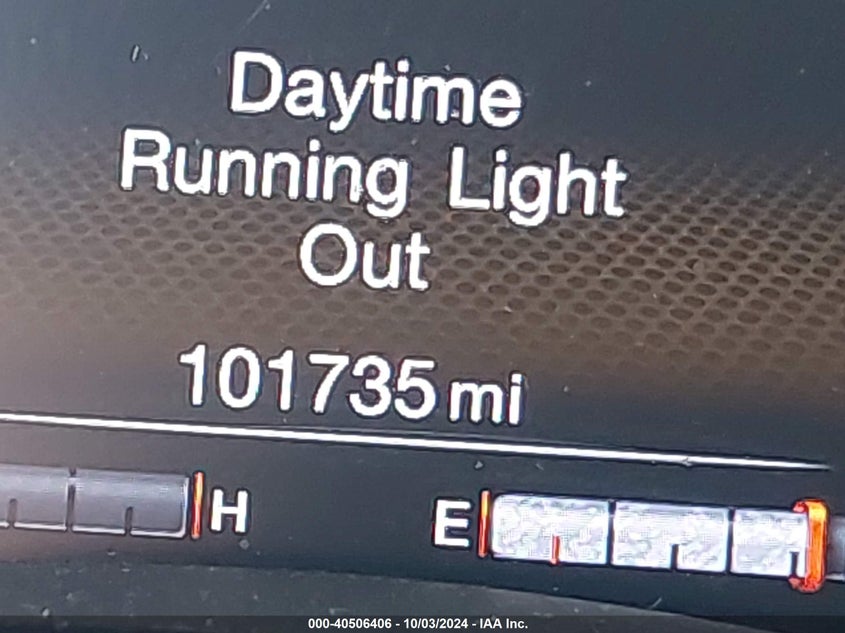 Daytime
Running Light
Out
101735 mi
H E
000-40506406 - 10/03/2024 - IAA Inc.